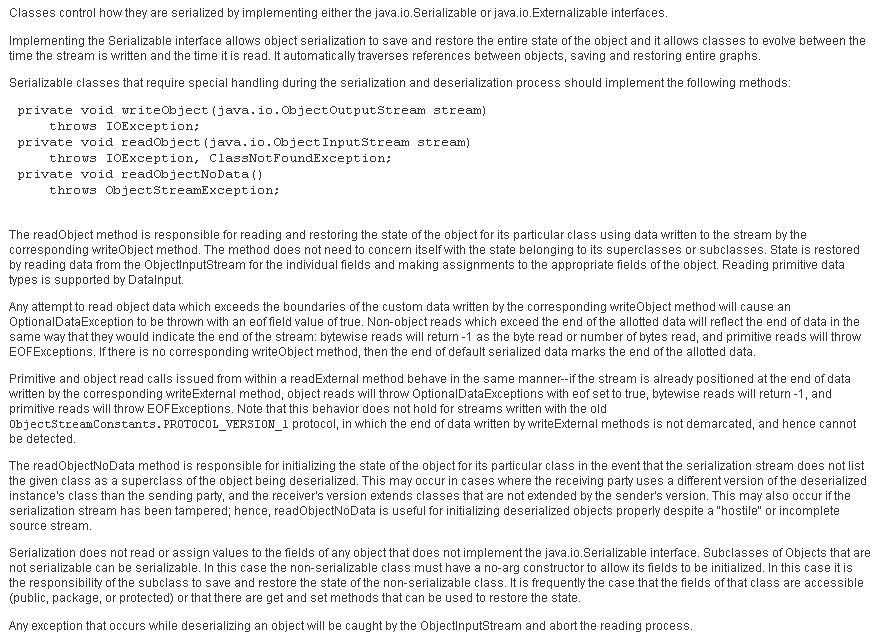 Classes control how they are serialized by implementing either the java.io.Serializable or java.io.Externalizable interfaces.
Implementing the Serializable interface allows object serialization to save and restore the entire state of the object and it allows classes to evolve between the
time the stream is written and the time it is read. It automatically traverses references between objects, saving and restoring entire graphs.
Serializable classes that require special handling during the serialization and deserialization process should implement the following methods:
private void writeObject(java.io.ObjectOutputStream stream)
    throws IOException;
private void readObject(java.io.ObjectInputStream stream)
    throws IOException, ClassNotFoundException;
private void readObjectNoData()
    throws ObjectStreamException;
The readObject method is responsible for reading and restoring the state of the object for its particular class using data written to the stream by the
corresponding writeObject method. The method does not need to concern itself with the state belonging to its superclasses or subclasses. State is restored
by reading data from the ObjectInputStream for the individual fields and making assignments to the appropriate fields of the object. Reading primitive data
types is supported by DataInput.
Any attempt to read object data which exceeds the boundaries of the custom data written by the corresponding writeObject method will cause an
OptionalDataException to be thrown with an eof field value of true. Non-object reads which exceed the end of the allotted data will reflect the end of data in the
same way that they would indicate the end of the stream: bytewise reads will return -1 as the byte read or number of bytes read, and primitive reads will throw
EOFExceptions. If there is no corresponding writeObject method, then the end of default serialized data marks the end of the allotted data.
Primitive and object read calls issued from within a readExternal method behave in the same manner--if the stream is already positioned at the end of data
written by the corresponding writeExternal method, object reads will throw OptionalDataExceptions with eof set to true, bytewise reads will return -1, and
primitive reads will throw EOFExceptions. Note that this behavior does not hold for streams written with the old
ObjectStreamConstants.PROTOCOL_VERSION_1 protocol, in which the end of data written by writeExternal methods is not demarcated, and hence cannot
be detected.
The readObjectNoData method is responsible for initializing the state of the object for its particular class in the event that the serialization stream does not list
the given class as a superclass of the object being deserialized. This may occur in cases where the receiving party uses a different version of the deserialized
instance's class than the sending party, and the receiver's version extends classes that are not extended by the sender's version. This may also occur if the
serialization stream has been tampered; hence, readObjectNoData is useful for initializing deserialized objects properly despite a "hostile" or incomplete
source stream.
Serialization does not read or assign values to the fields of any object that does not implement the java.io.Serializable interface. Subclasses of Objects that are
not serializable can be serializable. In this case the non-serializable class must have a no-arg constructor to allow its fields to be initialized. In this case it is
the responsibility of the subclass to save and restore the state of the non-serializable class. It is frequently the case that the fields of that class are accessible
(public, package, or protected) or that there are get and set methods that can be used to restore the state.
Any exception that occurs while deserializing an object will be caught by the ObjectInputStream and abort the reading process.